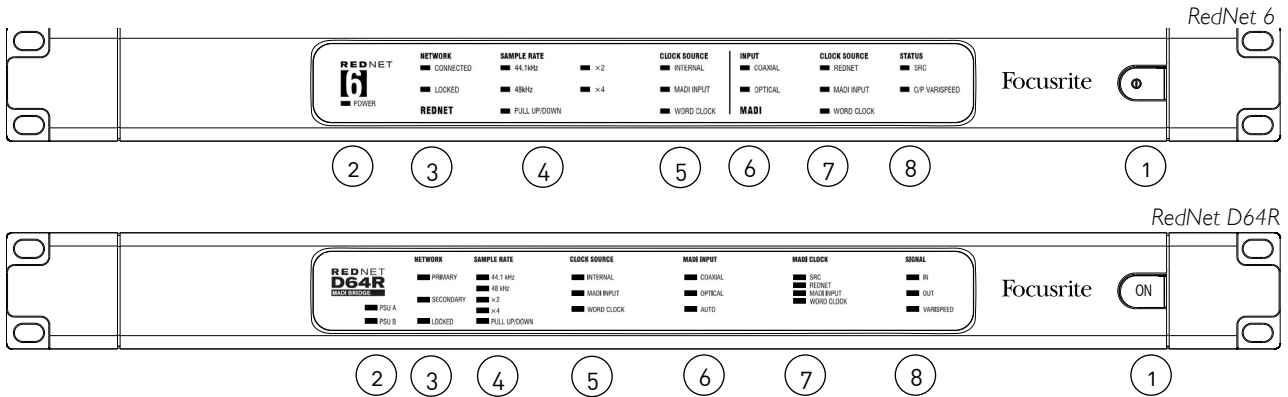 RedNet 6
NETWORK SAMPLE RATE CLOCK SOURCE INPUT CLOCK SOURCE STATUS
REDNET
6
POWER
CONNECTED 44.1kHz ×2 INTERNAL COAXIAL REDNET SRC
LOCKED 48kHz ×4 MADI INPUT OPTICAL MADI INPUT O/P VARISPEED
REDNET PULL UP/DOWN WORD CLOCK MADI WORD CLOCK
Focusrite
2 3 4 5 6 7 8 1
RedNet D64R
NETWORK SAMPLE RATE CLOCK SOURCE MADI INPUT MADI CLOCK SIGNAL
REDNET
D64R
MADI BRIDGE
PSU A
PSU B
PRIMARY
SECONDARY
LOCKED
44.1 kHz
48 kHz
×2
×4
PULL UP/DOWN
INTERNAL
MADI INPUT
WORD CLOCK
COAXIAL
OPTICAL
AUTO
SRC
REDNET
MADI INPUT
WORD CLOCK
IN
OUT
VARISPEED
Focusrite
ON
2 3 4 5 6 7 8 1